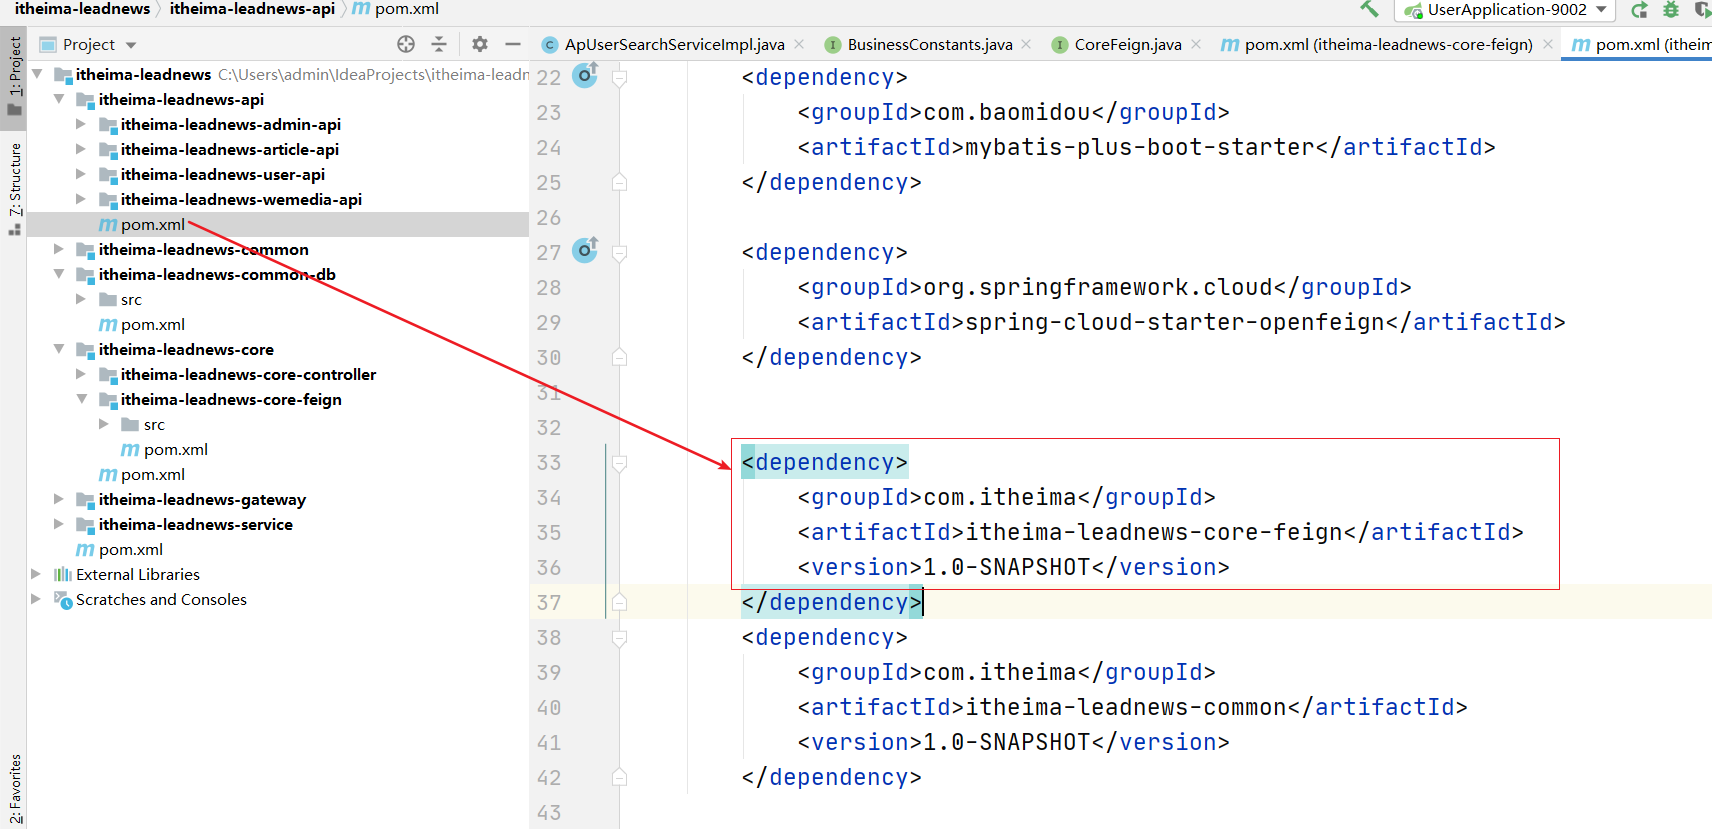 itheima-leadnews itheima-leadnews-api pom.xml UserApplication-9002
Project ApUserSearchServiceImpl.java BusinessConstants.java CoreFeign.java pom.xml (itheima-leadnews-core-feign) pom.xml (itheim
1: Project
7: Structure
2: Favorites
itheima-leadnews C:\Users\admin\IdeaProjects\itheima-leadn
itheima-leadnews-api
itheima-leadnews-admin-api
itheima-leadnews-article-api
itheima-leadnews-user-api
itheima-leadnews-wemedia-api
pom.xml
itheima-leadnews-common
itheima-leadnews-common-db
src
pom.xml
itheima-leadnews-core
itheima-leadnews-core-controller
itheima-leadnews-core-feign
src
pom.xml
pom.xml
itheima-leadnews-gateway
itheima-leadnews-service
pom.xml
External Libraries
Scratches and Consoles
22 <dependency>
23 <groupId>com.baomidou</groupId>
24 <artifactId>mybatis-plus-boot-starter</artifactId>
25 </dependency>
26
27 <dependency>
28 <groupId>org.springframework.cloud</groupId>
29 <artifactId>spring-cloud-starter-openfeign</artifactId>
30 </dependency>
31
32
33 <dependency>
34 <groupId>com.itheima</groupId>
35 <artifactId>itheima-leadnews-core-feign</artifactId>
36 <version>1.0-SNAPSHOT</version>
37 </dependency>
38 <dependency>
39 <groupId>com.itheima</groupId>
40 <artifactId>itheima-leadnews-common</artifactId>
41 <version>1.0-SNAPSHOT</version>
42 </dependency>
43